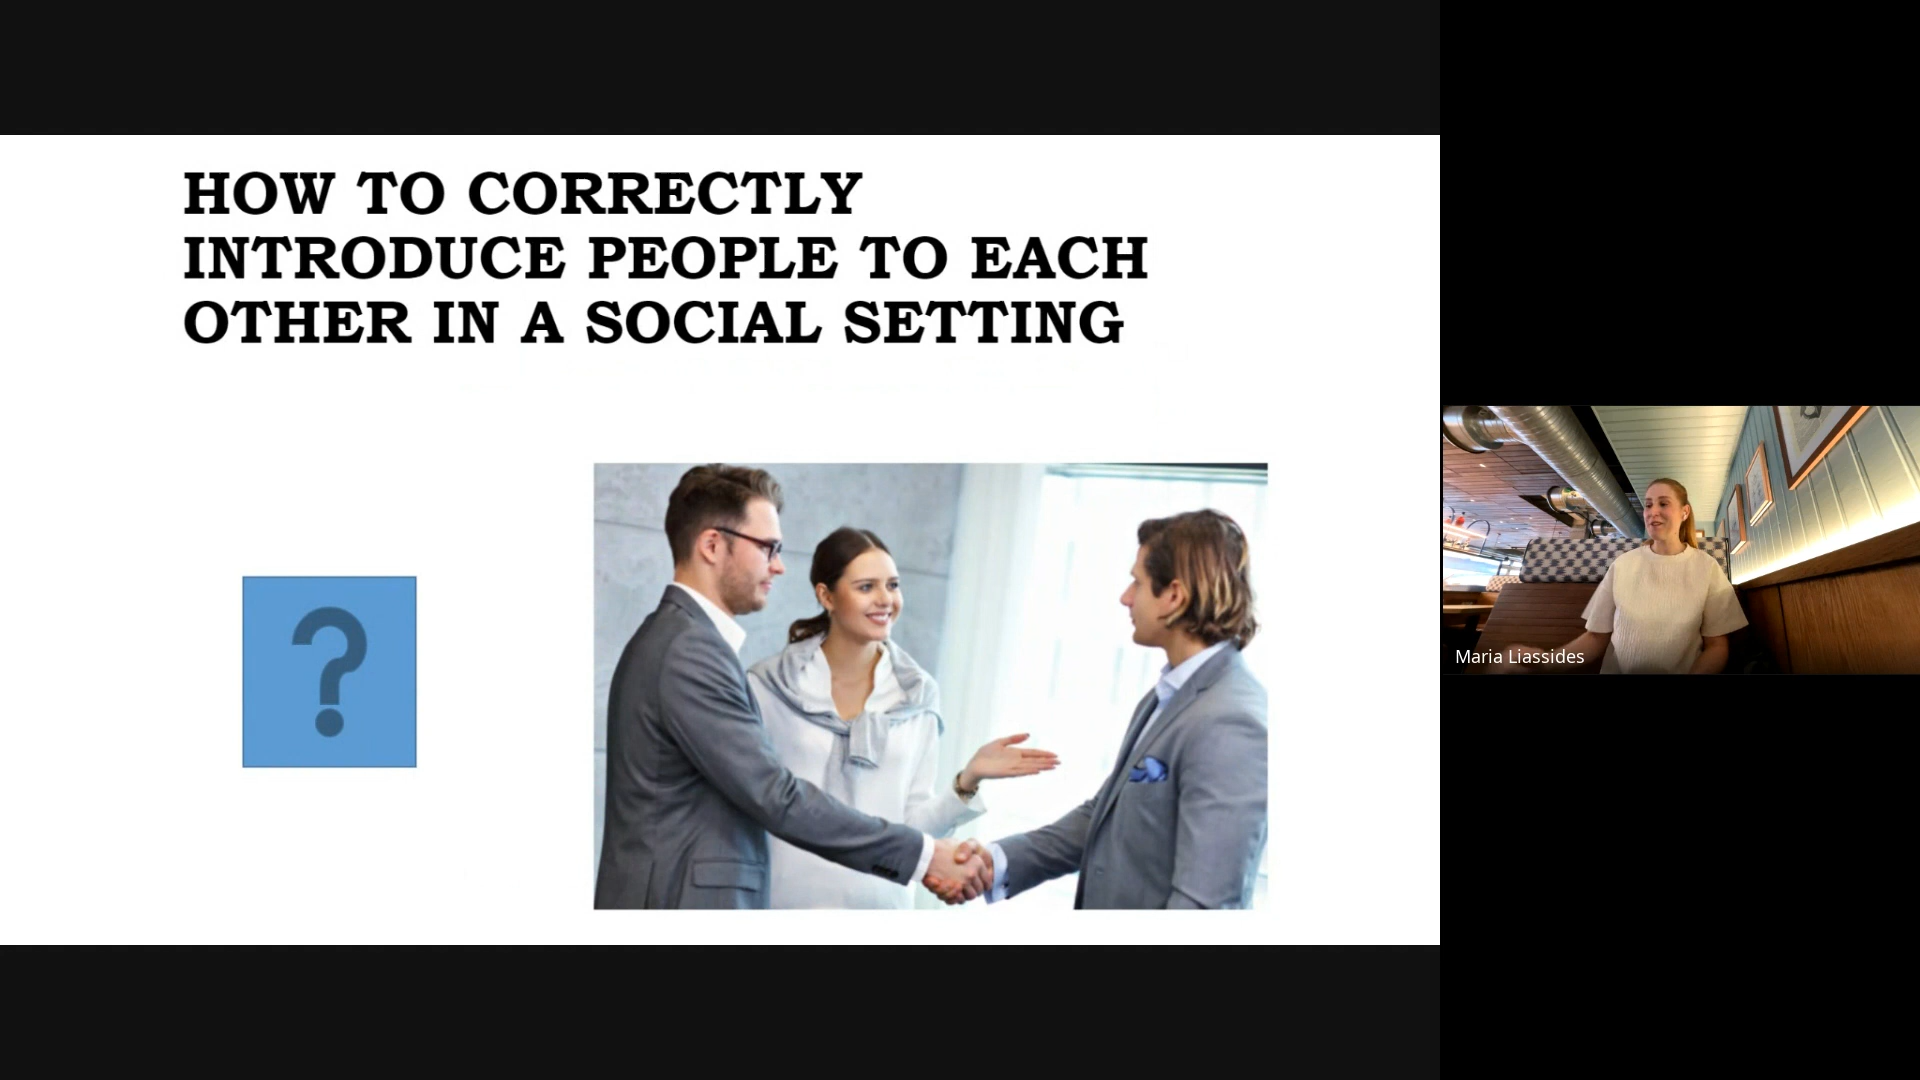 HOW TO CORRECTLY
INTRODUCE PEOPLE TO EACH
OTHER IN A SOCIAL SETTING
?
Maria Liassides